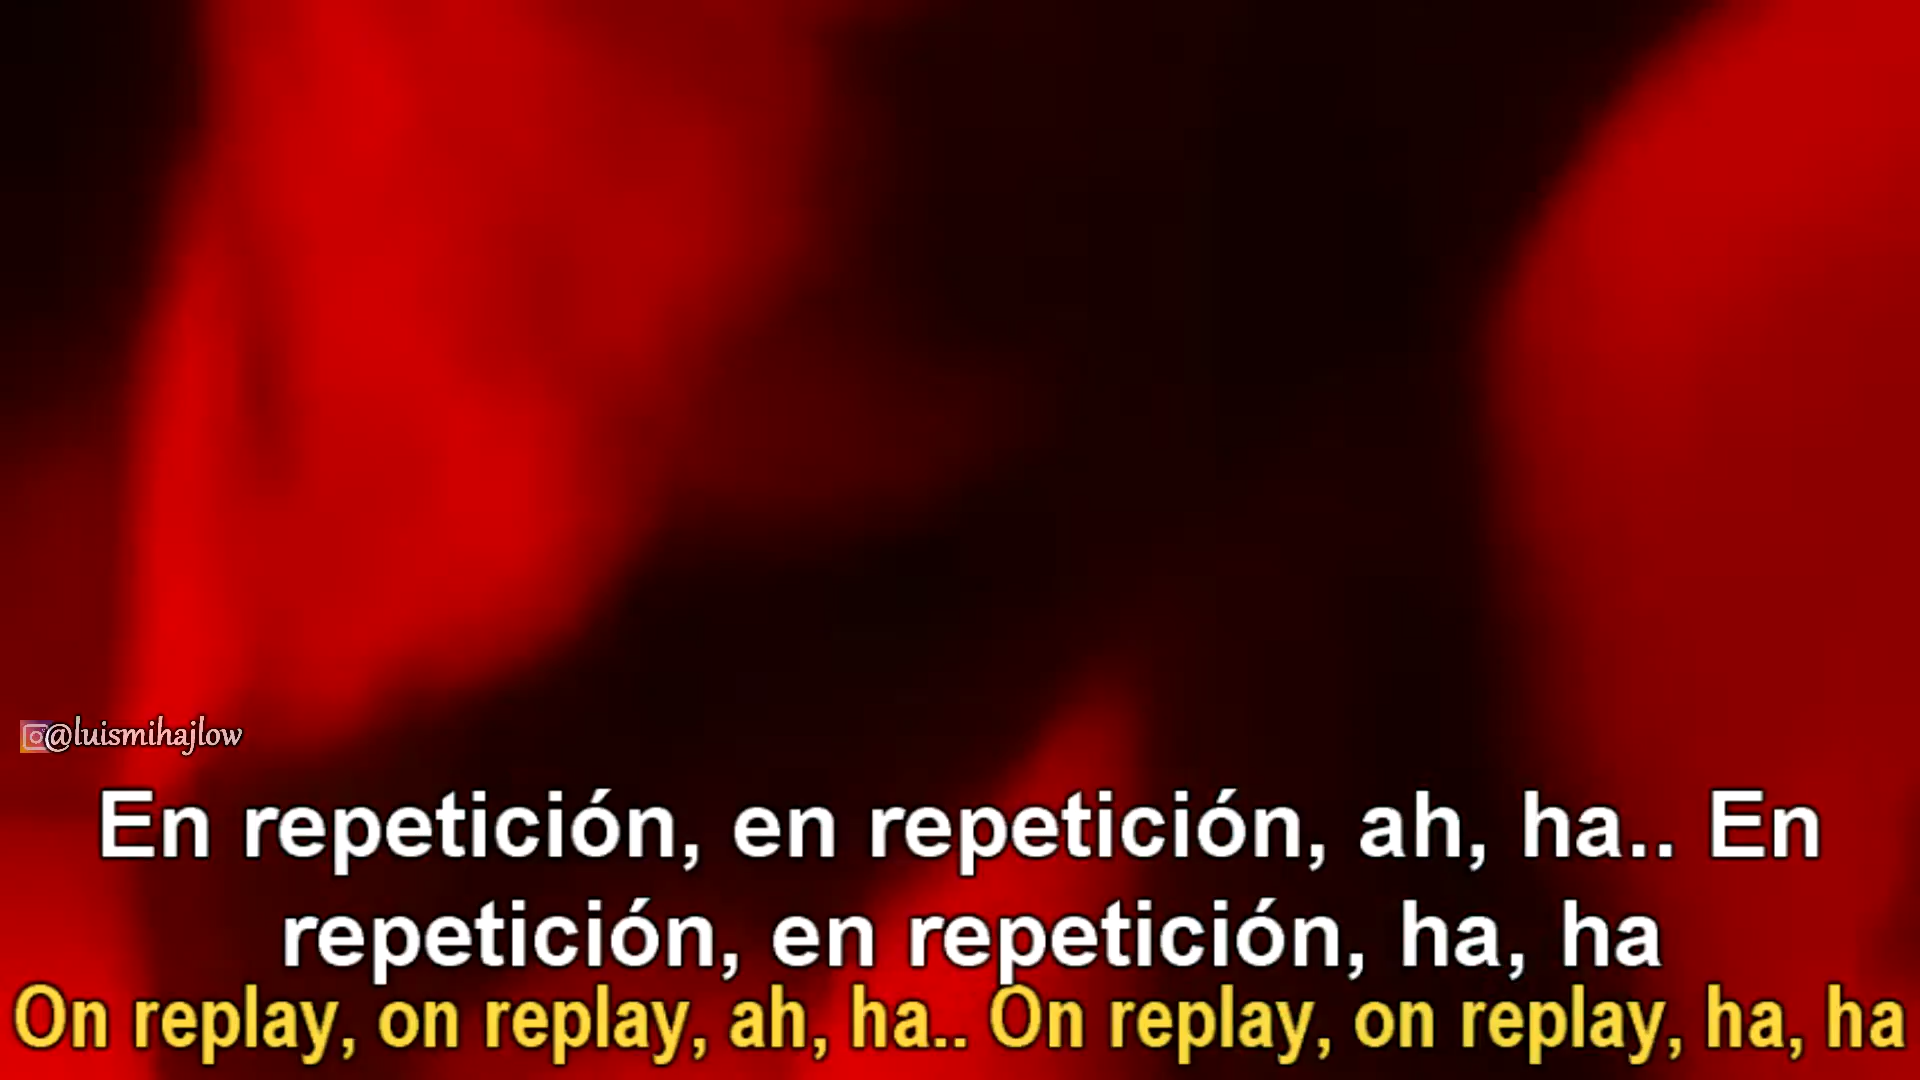 @luismihajlow
En repetición, en repetición, ah, ha.. En
repetición, en repetición, ha, ha
On replay, on replay, ah, ha.. On replay, on replay, ha, ha